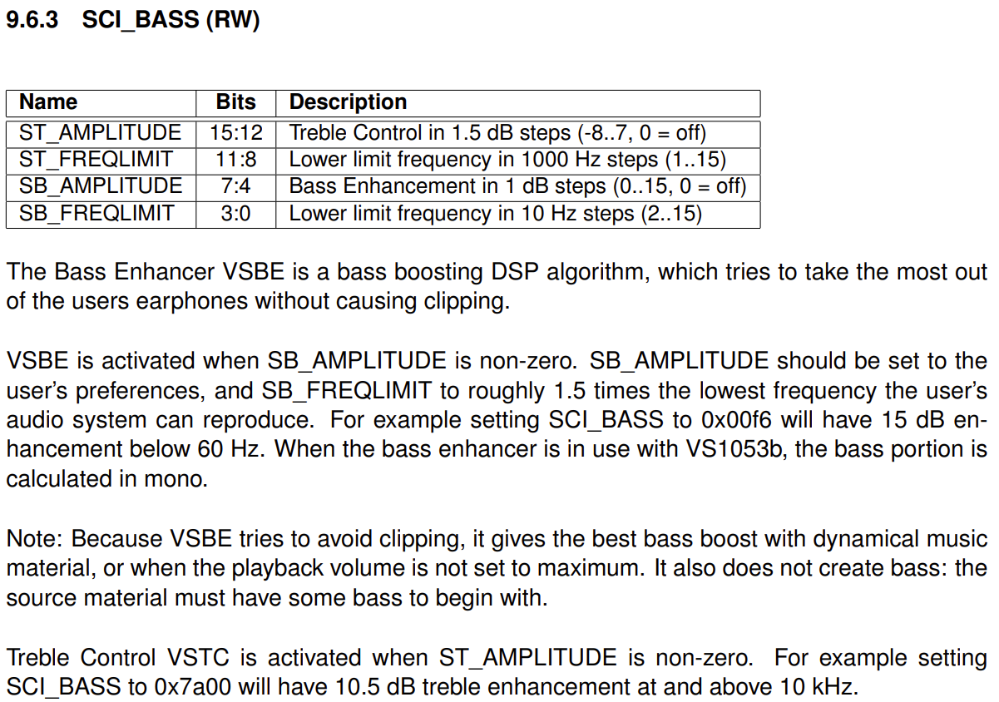 9.6.3 SCI_BASS (RW)
Name Bits Description
ST_AMPLITUDE 15:12 Treble Control in 1.5 dB steps (-8..7, 0 = off)
ST_FREQLIMIT 11:8 Lower limit frequency in 1000 Hz steps (1..15)
SB_AMPLITUDE 7:4 Bass Enhancement in 1 dB steps (0..15, 0 = off)
SB_FREQLIMIT 3:0 Lower limit frequency in 10 Hz steps (2..15)
The Bass Enhancer VSBE is a bass boosting DSP algorithm, which tries to take the most out
of the users earphones without causing clipping.
VSBE is activated when SB_AMPLITUDE is non-zero. SB_AMPLITUDE should be set to the
user's preferences, and SB_FREQLIMIT to roughly 1.5 times the lowest frequency the user's
audio system can reproduce. For example setting SCI_BASS to 0x00f6 will have 15 dB en-
hancement below 60 Hz. When the bass enhancer is in use with VS1053b, the bass portion is
calculated in mono.
Note: Because VSBE tries to avoid clipping, it gives the best bass boost with dynamical music
material, or when the playback volume is not set to maximum. It also does not create bass: the
source material must have some bass to begin with.
Treble Control VSTC is activated when ST_AMPLITUDE is non-zero. For example setting
SCI_BASS to 0x7a00 will have 10.5 dB treble enhancement at and above 10 kHz.